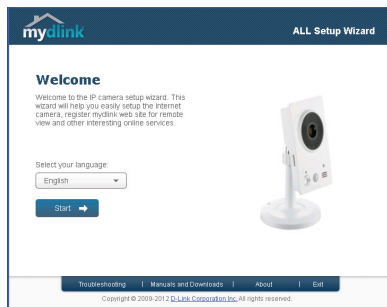 mydlink
ALL Setup Wizard
Welcome
Welcome to the IP camera setup wizard. This
wizard will help you easily setup the Internet
camera, register mydlink web site for remote
view and other interesting online services.
Select your language:
English
Start
Troubleshooting | Manuals and Downloads | About | Exit
Copyright © 2009-2012 D-Link Corporation Inc. All rights reserved.